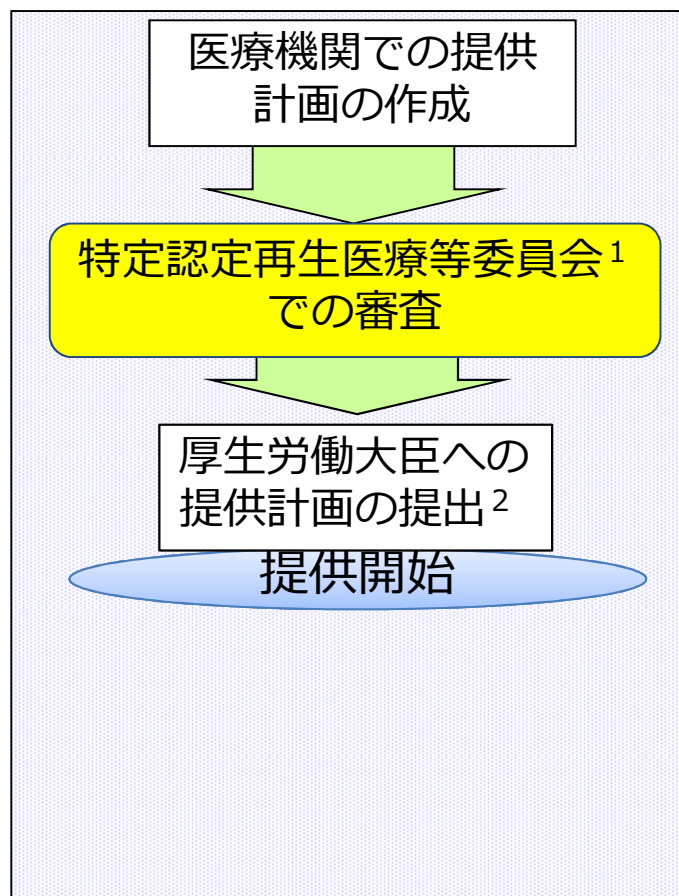 医療機関での提供
計画の作成
特定認定再生医療等委員会1
での審査
厚生労働大臣への
提供計画の提出2
提供開始